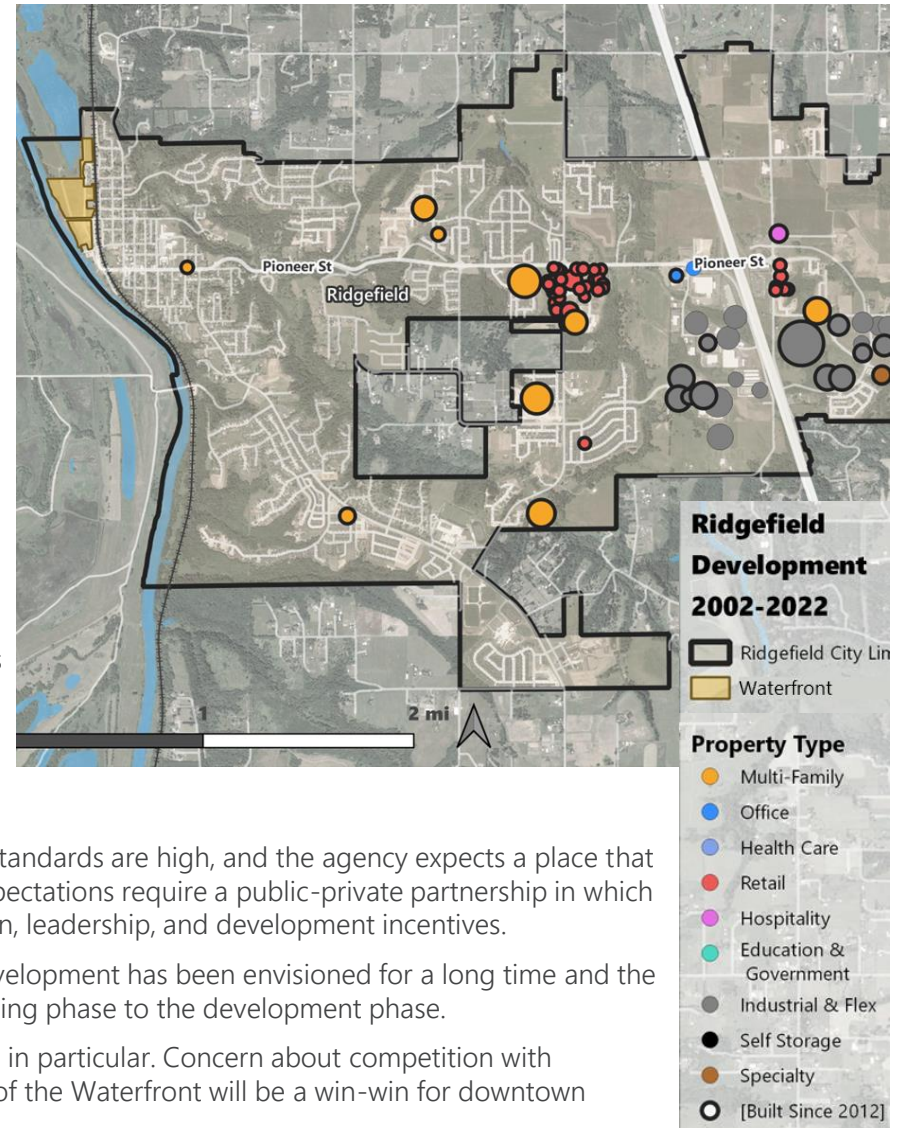 Pioneer St
Pioneer St
Ridgefield
s
1
2 mi
Ridgefield
Development
2002-2022
Ridgefield City Lim
Waterfront
Property Type
Multi-Family
Office
Health Care
Retail
Hospitality
Education &
Government
Industrial & Flex
Self Storage
Specialty
[Built Since 2012]
tandards are high, and the agency expects a place that
pectations require a public-private partnership in which
n, leadership, and development incentives.
velopment has been envisioned for a long time and the
ing phase to the development phase.
in particular. Concern about competition with
of the Waterfront will be a win-win for downtown